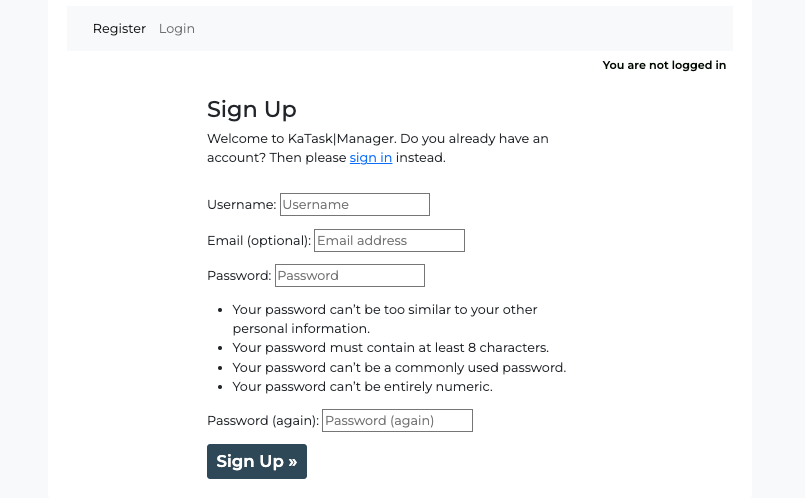 Register Login
You are not logged in
Sign Up
Welcome to KaTask|Manager. Do you already have an
account? Then please sign in instead.
Username: Username
Email (optional): Email address
Password: Password
• Your password can't be too similar to your other
personal information.
• Your password must contain at least 8 characters.
• Your password can't be a commonly used password.
• Your password can't be entirely numeric.
Password (again): Password (again)
Sign Up »